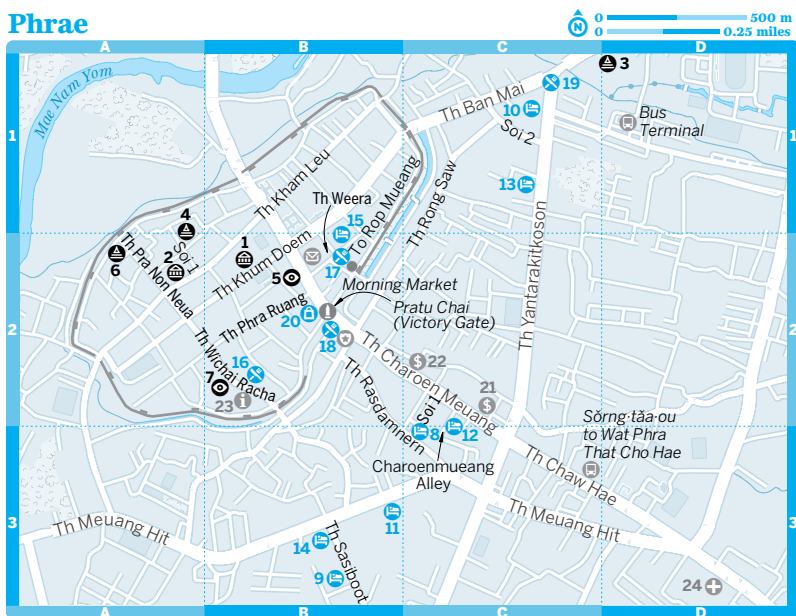 Phrae
N
0 500 m
0 0.25 miles
A B C D
Mae Nam Yom
3
19
Th Ban Mai
10
Soi 2
Bus
Terminal
1 1
Th Kham Leu
To Rop Mueang
Th Rong Saw
13
Th Weera
4
15
Soi 1
Th Pra Non Neua
2
1
Th Khum Doem
6
17
5
Morning Market
Th Yantarakitkoson
Pratu Chai
(Victory Gate)
Th Phra Ruang
20
2 2
18
Th Wichai Racha
16
Th Charoen Meuang
22
7
23
Th Rasdamnern
Soi 1
21
8
12
Sŏrng·tăa·ou
to Wat Phra
That Cho Hae
Charoenmueang
Alley
Th Chaw Hae
Th Meuang Hit
Th Meuang Hit
11
3 3
14
Th Sasiboot
9
24
A B C D